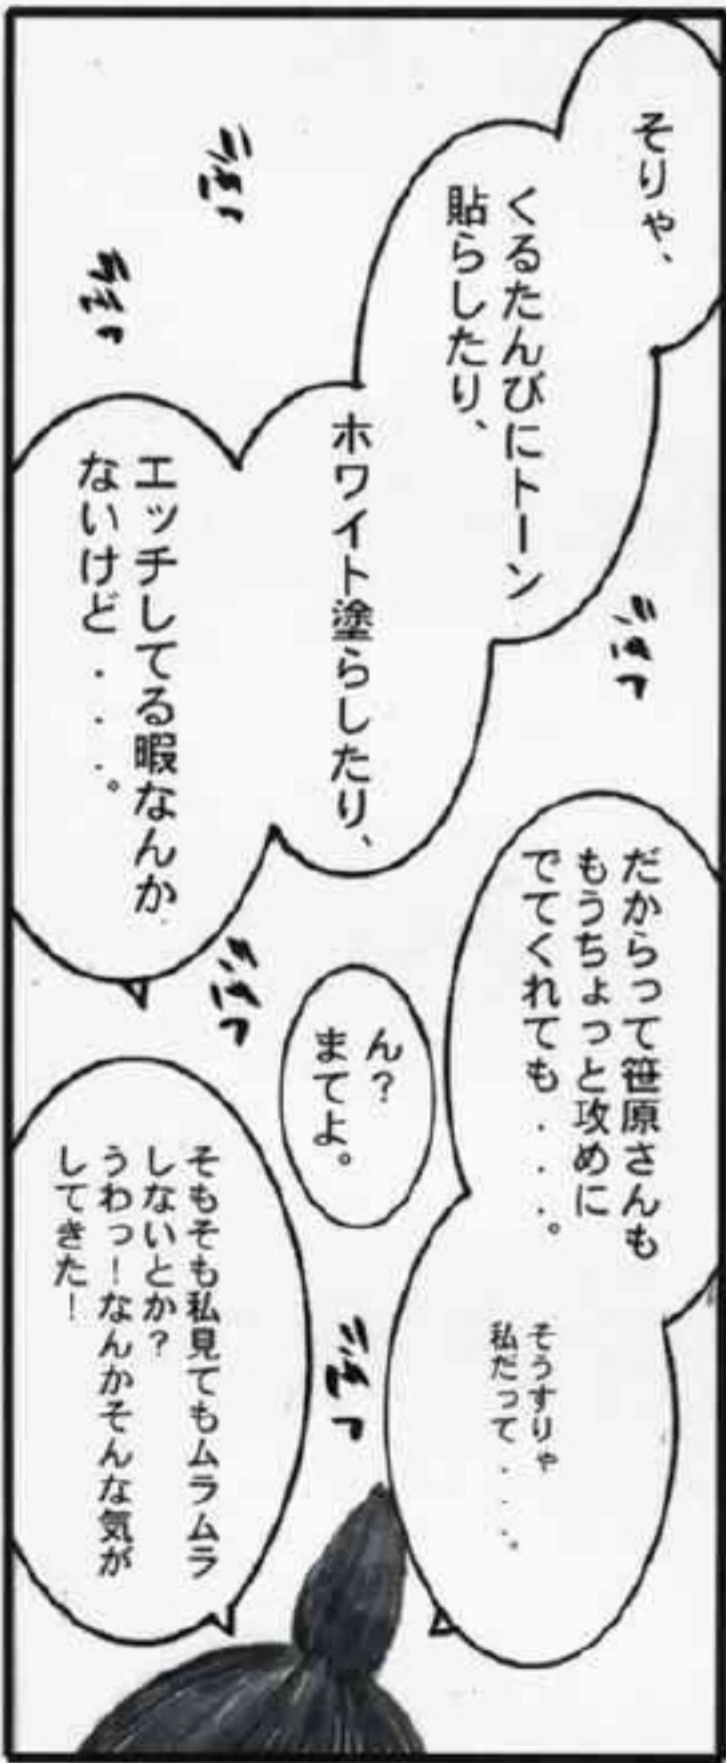 そりゃ、
くるたんびにトーン
貼らしたり、
ホワイト塗らしたり、
エッチしてる暇なんか
ないけど．．．。
だからって笹原さんも
もうちょっと攻めに
でてくれても．．．。
そうすりゃ
私だって．．．。
ん？
まてよ。
そもそも私見てもムラムラ
しないとか？
うわっ！なんかそんな気が
してきた！